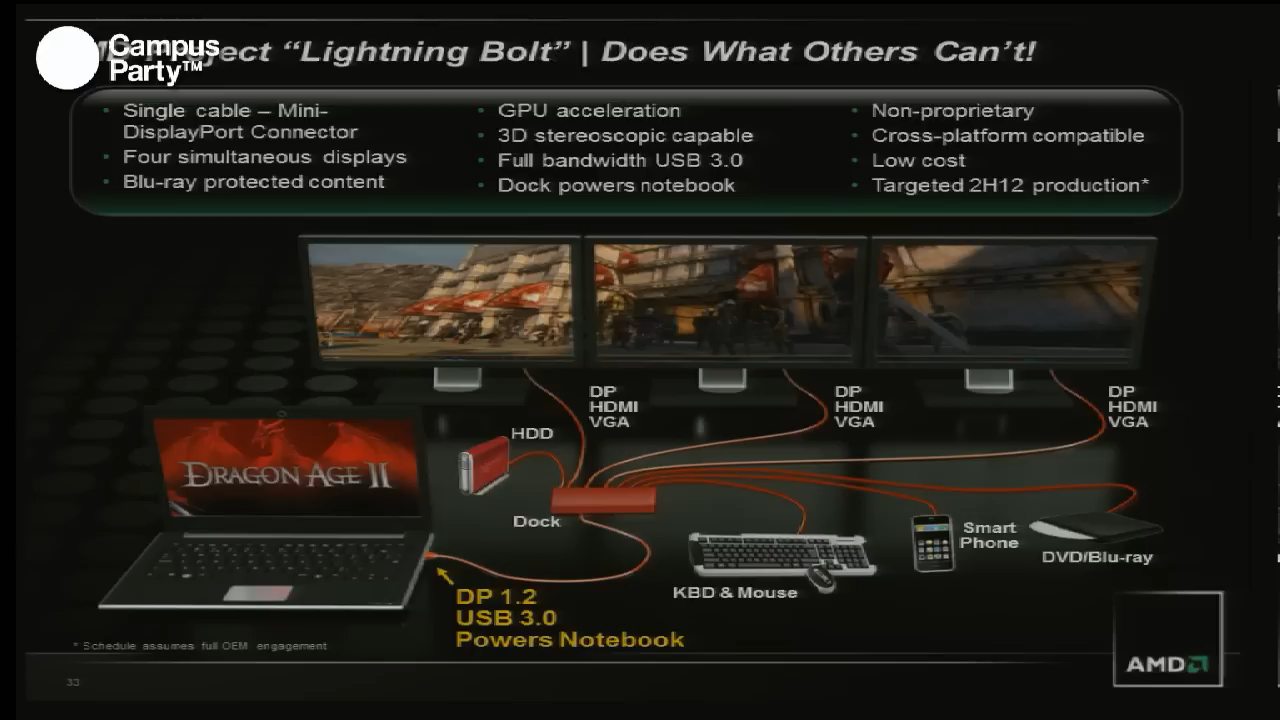 Campus
Party™
“Lightning Bolt” | Does What Others Can’t!
• Single cable – Mini-
DisplayPort Connector
• Four simultaneous displays
• Blu-ray protected content
• GPU acceleration
• 3D stereoscopic capable
• Full bandwidth USB 3.0
• Dock powers notebook
• Non-proprietary
• Cross-platform compatible
• Low cost
• Targeted 2H12 production*
DP
HDMI
VGA
DP
HDMI
VGA
DP
HDMI
VGA
HDD
DRAGON AGE II
Dock
Smart
Phone
DVD/Blu-ray
KBD & Mouse
DP 1.2
USB 3.0
Powers Notebook
* Schedule assumes full OEM engagement
AMD
33